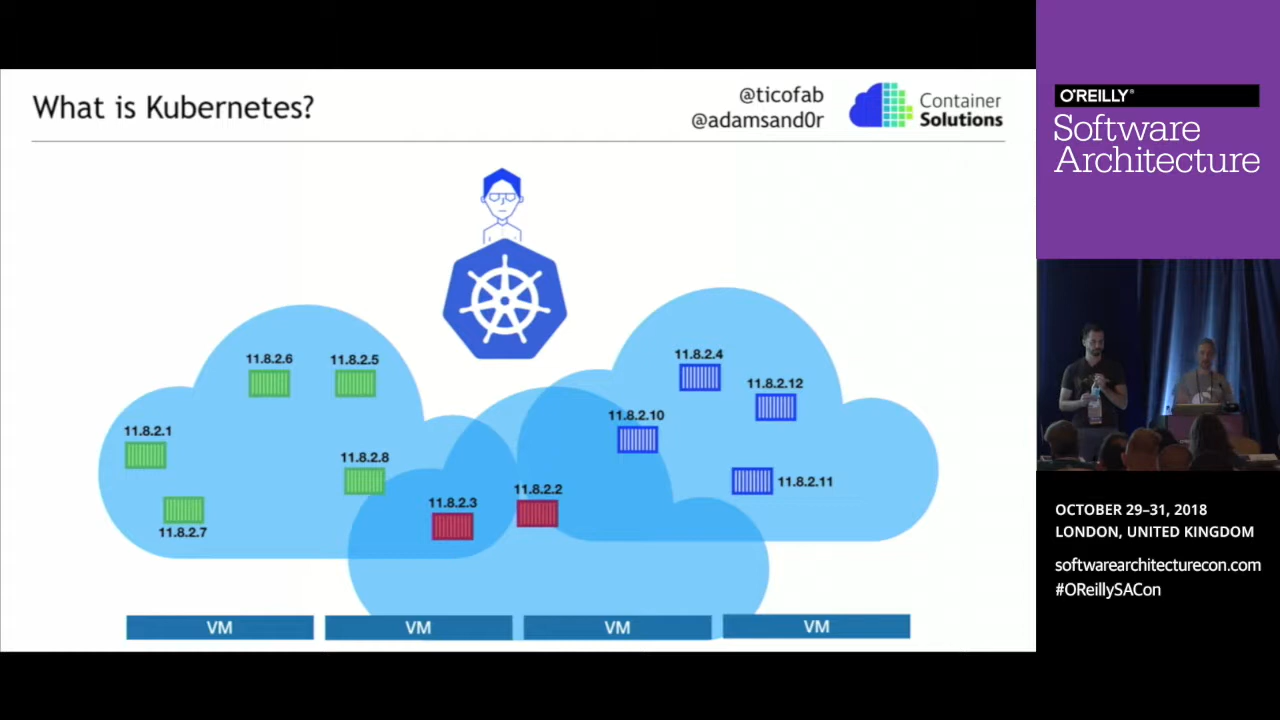 What is Kubernetes?
@ticofab
@adamsand0r
Container
Solutions
11.8.2.6
11.8.2.5
11.8.2.4
11.8.2.12
11.8.2.1
11.8.2.10
11.8.2.8
11.8.2.11
11.8.2.3
11.8.2.2
11.8.2.7
VM
VM
VM
VM
O'REILLY®
Software
Architecture
OCTOBER 29–31, 2018
LONDON, UNITED KINGDOM
softwarearchitecturecon.com
#OReillySACon